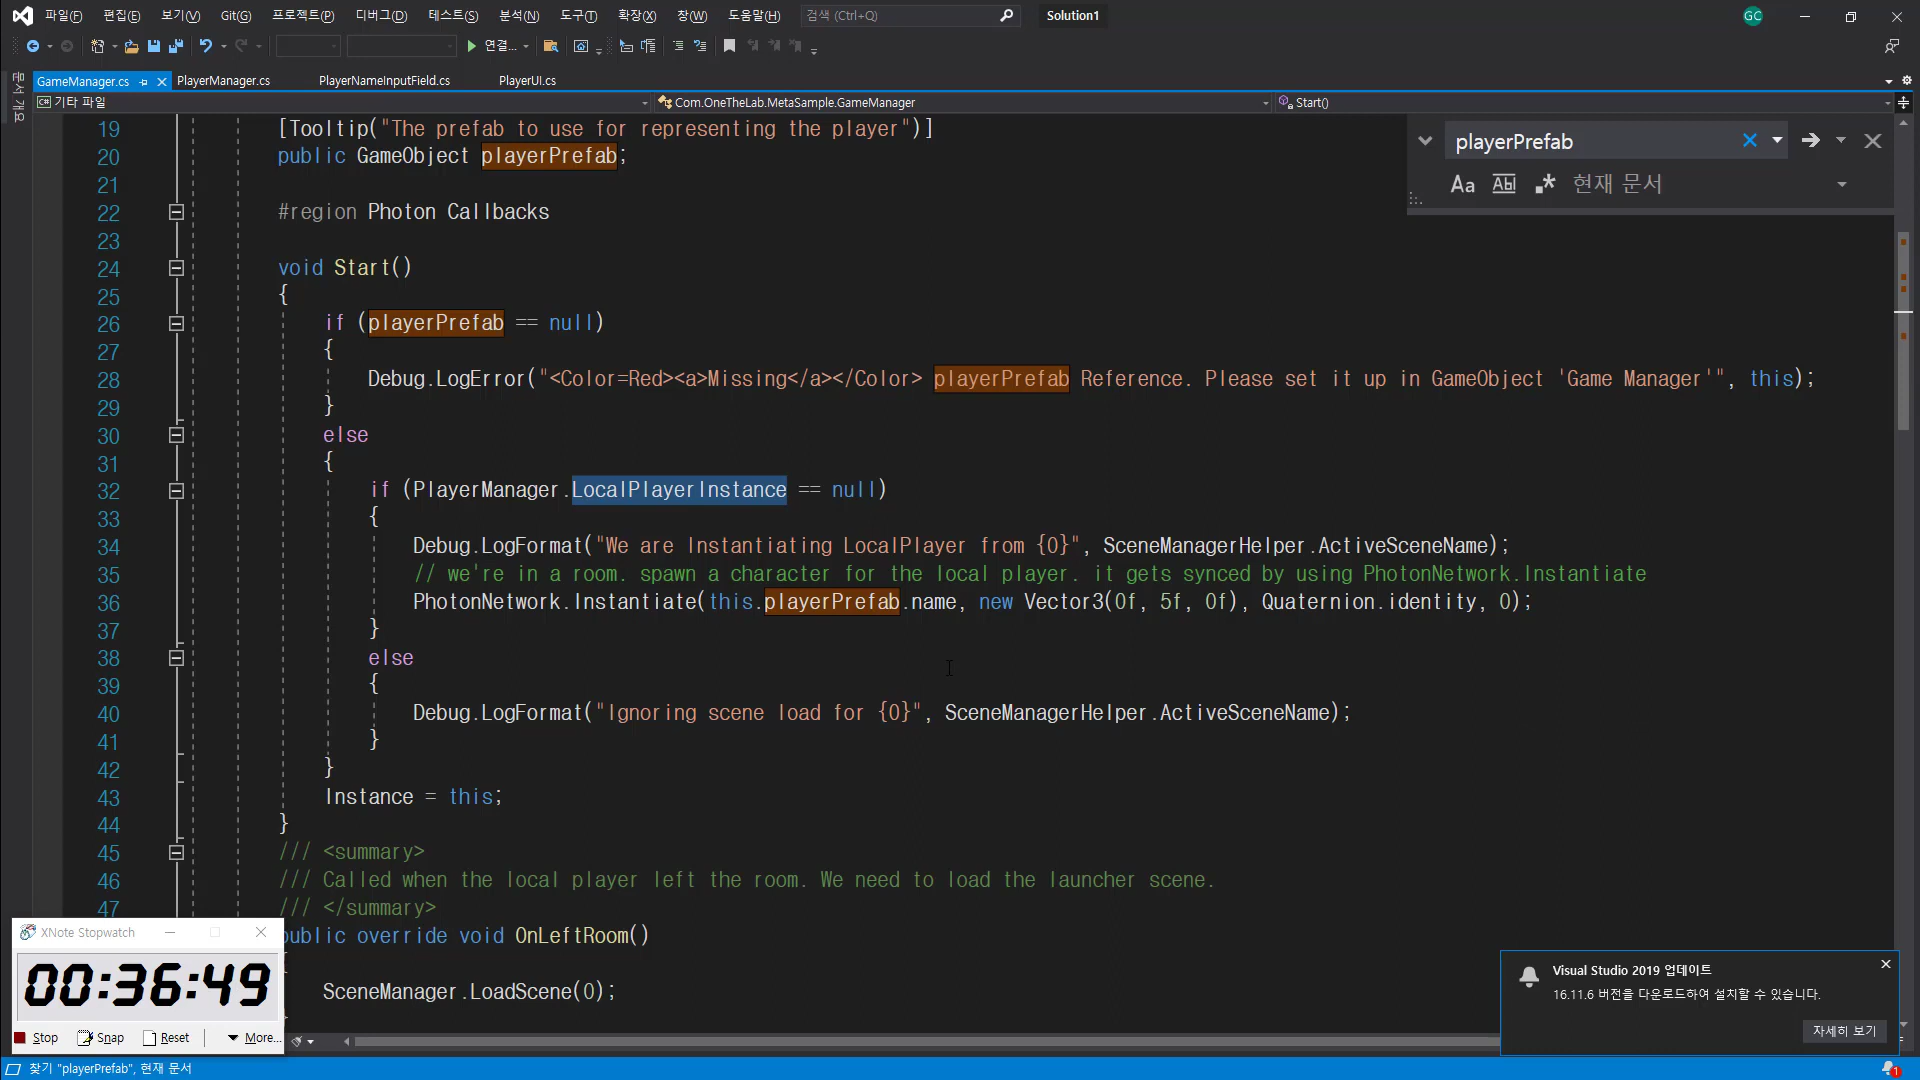 파일(F) 편집(E) 보기(V) Git(G) 프로젝트(P) 디버그(D) 테스트(S) 분석(N) 도구(T) 확장(X) 창(W) 도움말(H) 검색 (Ctrl+Q) Solution1 GC
연결...
GameManager.cs PlayerManager.cs PlayerNameInputField.cs PlayerUI.cs
문서 개요
기타 파일 Com.OneTheLab.MetaSample.GameManager Start()
playerPrefab
Aa Abl 현재 문서
19 [Tooltip("The prefab to use for representing the player")]
20 public GameObject playerPrefab;
21
22 #region Photon Callbacks
23
24 void Start()
25 {
26 if (playerPrefab == null)
27 {
28 Debug.LogError("<Color=Red><a>Missing</a></Color> playerPrefab Reference. Please set it up in GameObject 'Game Manager'", this);
29 }
30 else
31 {
32 if (PlayerManager.LocalPlayerInstance == null)
33 {
34 Debug.LogFormat("We are Instantiating LocalPlayer from {0}", SceneManagerHelper.ActiveSceneName);
35 // we're in a room. spawn a character for the local player. it gets synced by using PhotonNetwork.Instantiate
36 PhotonNetwork.Instantiate(this.playerPrefab.name, new Vector3(0f, 5f, 0f), Quaternion.identity, 0);
37 }
38 else
39 {
40 Debug.LogFormat("Ignoring scene load for {0}", SceneManagerHelper.ActiveSceneName);
41 }
42 }
43 Instance = this;
44 }
45 /// <summary>
46 /// Called when the local player left the room. We need to load the launcher scene.
47 /// </summary>
public override void OnLeftRoom()
{
SceneManager.LoadScene(0);
XNote Stopwatch
00:36:49
Stop Snap Reset More...
Visual Studio 2019 업데이트
16.11.6 버전을 다운로드하여 설치할 수 있습니다.
자세히 보기
찾기 "playerPrefab", 현재 문서
1